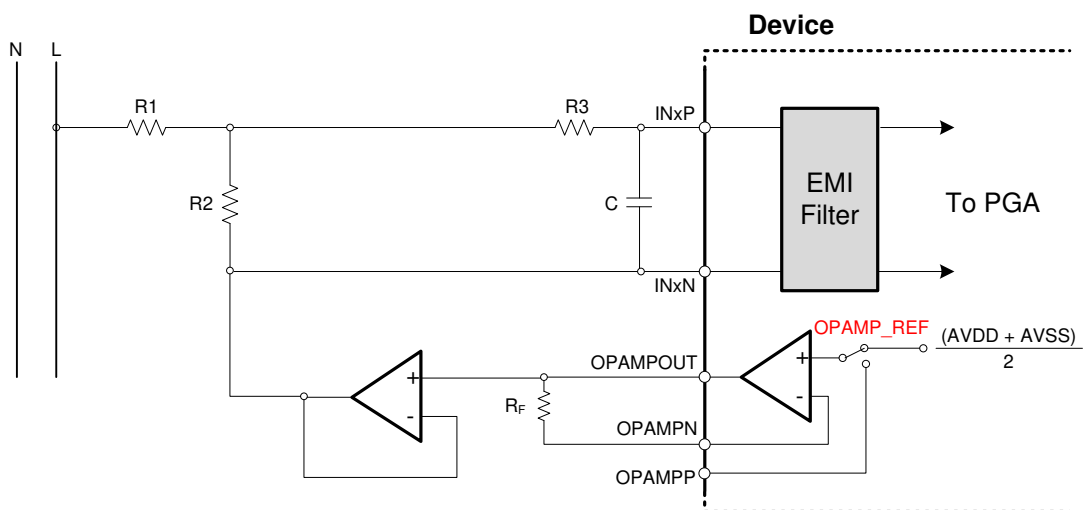 Device
N L
R1
R3
INxP
R2
C
EMI
Filter
To PGA
INxN
OPAMP_REF
(AVDD + AVSS)
2
OPAMPOUT
+
-
+
-
RF
OPAMPN
OPAMPP